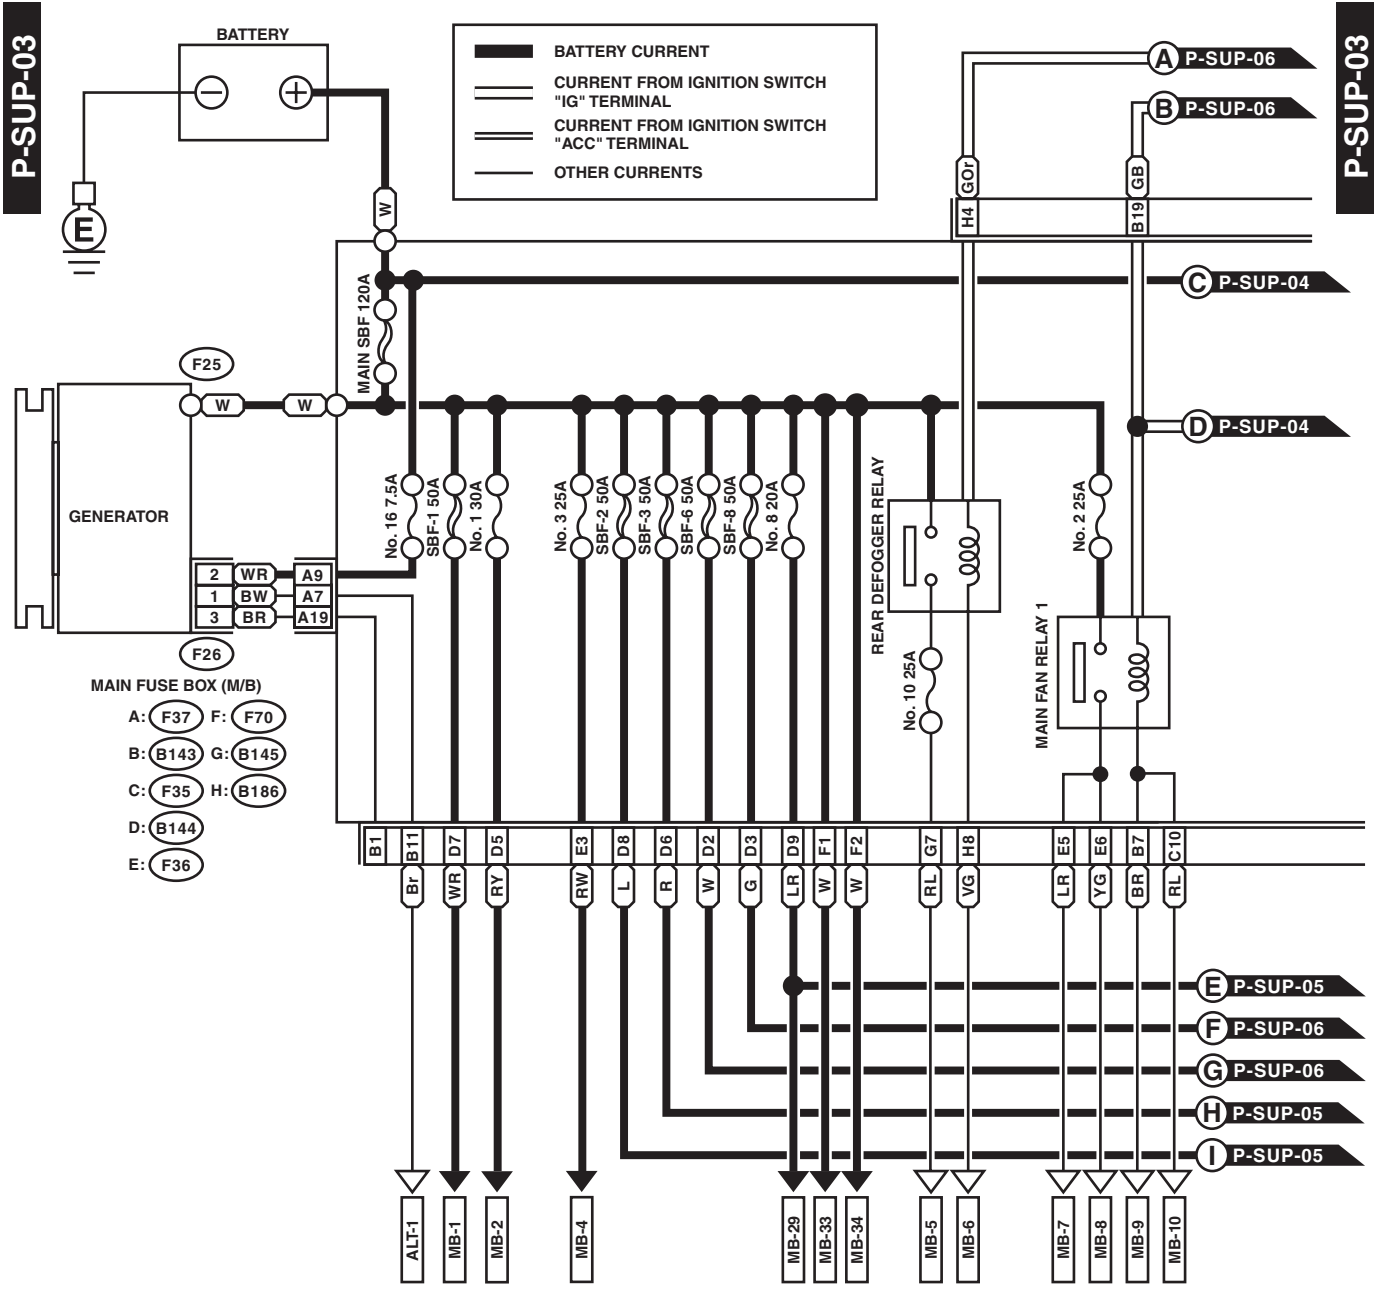 P-SUP-03
P-SUP-03
BATTERY
BATTERY CURRENT
CURRENT FROM IGNITION SWITCH
"IG" TERMINAL
CURRENT FROM IGNITION SWITCH
"ACC" TERMINAL
OTHER CURRENTS
A P-SUP-06
B P-SUP-06
GOr
GB
H4
B19
E
W
MAIN SBF 120A
C P-SUP-04
D P-SUP-04
F25
W
W
GENERATOR
2 WR A9
1 BW A7
3 BR A19
F26
No. 16 7.5A
SBF-1 50A
No. 1 30A
No. 3 25A
SBF-2 50A
SBF-3 50A
SBF-6 50A
SBF-8 50A
No. 8 20A
REAR DEFOGGER RELAY
No. 10 25A
No. 2 25A
MAIN FAN RELAY 1
MAIN FUSE BOX (M/B)
A: F37 F: F70
B: B143 G: B145
C: F35 H: B186
D: B144
E: F36
B1 B11 D7 D5 E3 D8 D6 D2 D3 D9 F1 F2 G7 H8 E5 E6 B7 C10
Br WR RY RW L R W G LR W W RL VG LR YG BR RL
E P-SUP-05
F P-SUP-06
G P-SUP-06
H P-SUP-05
I P-SUP-05
ALT-1 MB-1 MB-2 MB-4 MB-29 MB-33 MB-34 MB-5 MB-6 MB-7 MB-8 MB-9 MB-10